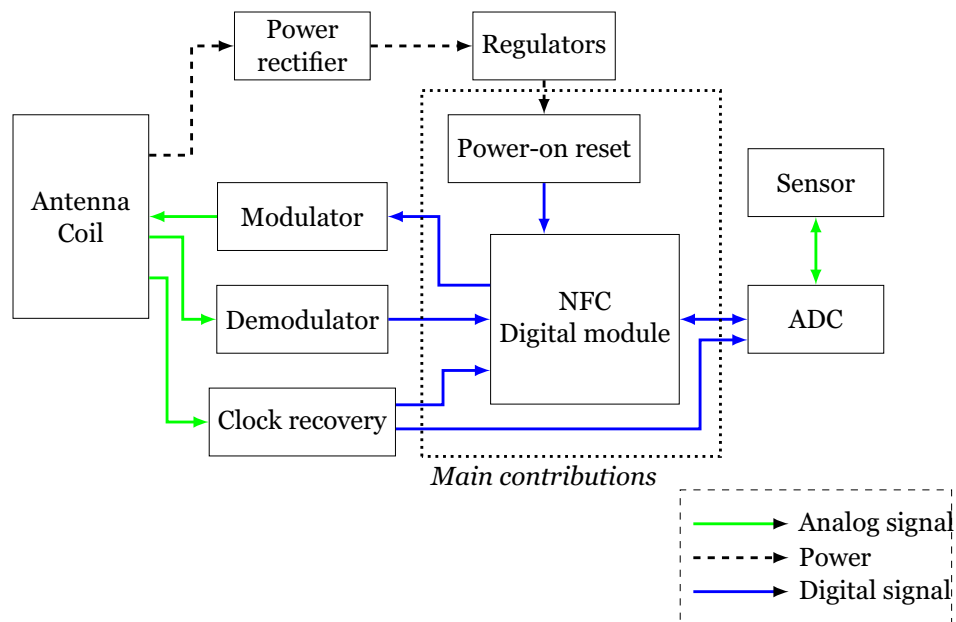 Power
rectifier
Regulators
Antenna
Coil
Power-on reset
Sensor
Modulator
NFC
Digital module
Demodulator
ADC
Clock recovery
Main contributions
Analog signal
Power
Digital signal